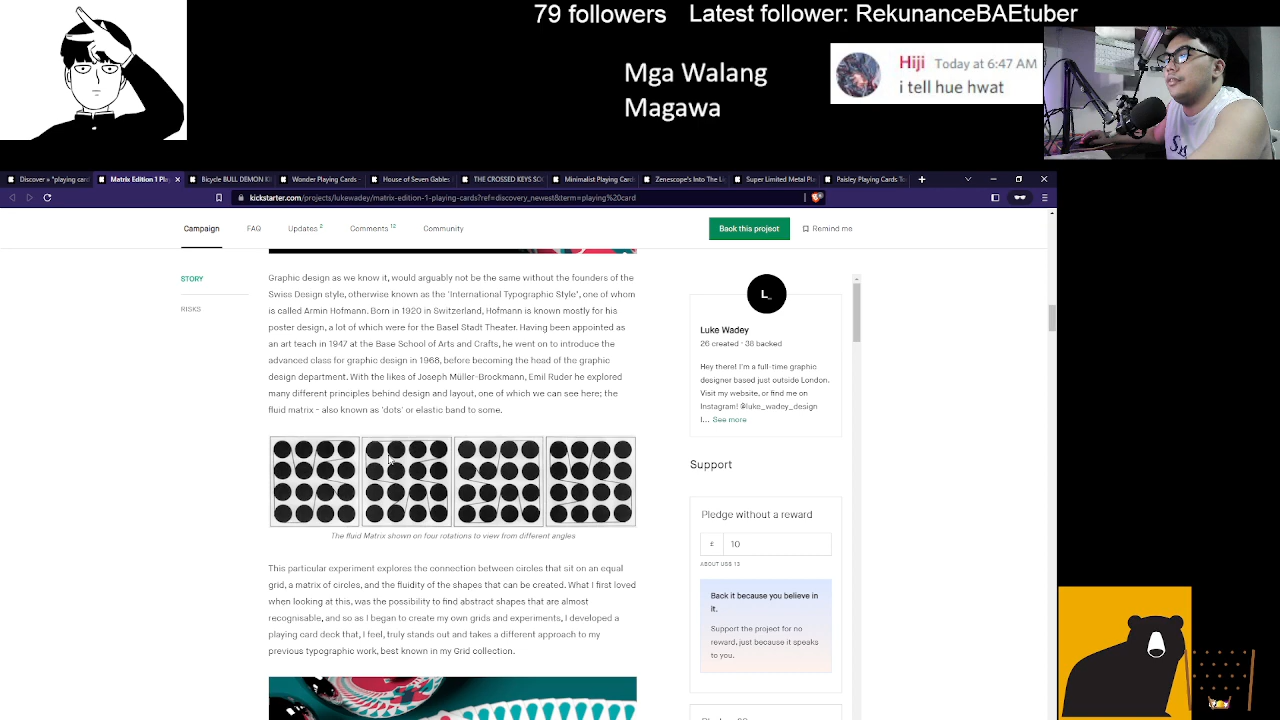 79 followers Latest follower: RekunanceBAEtuber
Mga Walang
Magawa
Hiji Today at 6:47 AM
i tell hue hwat
Discover » "playing card
Matrix Edition 1 Pl
Bicycle BULL DEMON K
Wonder Playing Cards -
House of Seven Gables
THE CROSSED KEYS SO
Minimalist Playing Cards
Zenescope's Into The Li
Super Limited Metal Pla
Paisley Playing Cards Tu
kickstarter.com/projects/lukewadey/matrix-edition-1-playing-cards?ref=discovery_newest&term=playing%20card
Campaign FAQ Updates 2 Comments 12 Community Back this project Remind me
STORY
RISKS
Graphic design as we know it, would arguably not be the same without the founders of the
Swiss Design style, otherwise known as the 'International Typographic Style', one of whom
is called Armin Hofmann. Born in 1920 in Switzerland, Hofmann is known mostly for his
poster design, a lot of which were for the Basel Stadt Theater. Having been appointed as
an art teach in 1947 at the Base School of Arts and Crafts, he went on to introduce the
advanced class for graphic design in 1968, before becoming the head of the graphic
design department. With the likes of Joseph Müller-Brockmann, Emil Ruder he explored
many different principles behind design and layout, one of which we can see here; the
fluid matrix - also known as 'dots' or elastic band to some.
The fluid Matrix shown on four rotations to view from different angles
This particular experiment explores the connection between circles that sit on an equal
grid, a matrix of circles, and the fluidity of the shapes that can be created. What I first loved
when looking at this, was the possibility to find abstract shapes that are almost
recognisable, and so as I began to create my own grids and experiments, I developed a
playing card deck that, I feel, truly stands out and takes a different approach to my
previous typographic work, best known in my Grid collection.
L_
Luke Wadey
26 created · 38 backed
Hey there! I'm a full-time graphic
designer based just outside London.
Visit my website, or find me on
Instagram! @luke_wadey_design
I... See more
Support
Pledge without a reward
£ 10
ABOUT US$ 13
Back it because you believe in
it.
Support the project for no
reward, just because it speaks
to you.